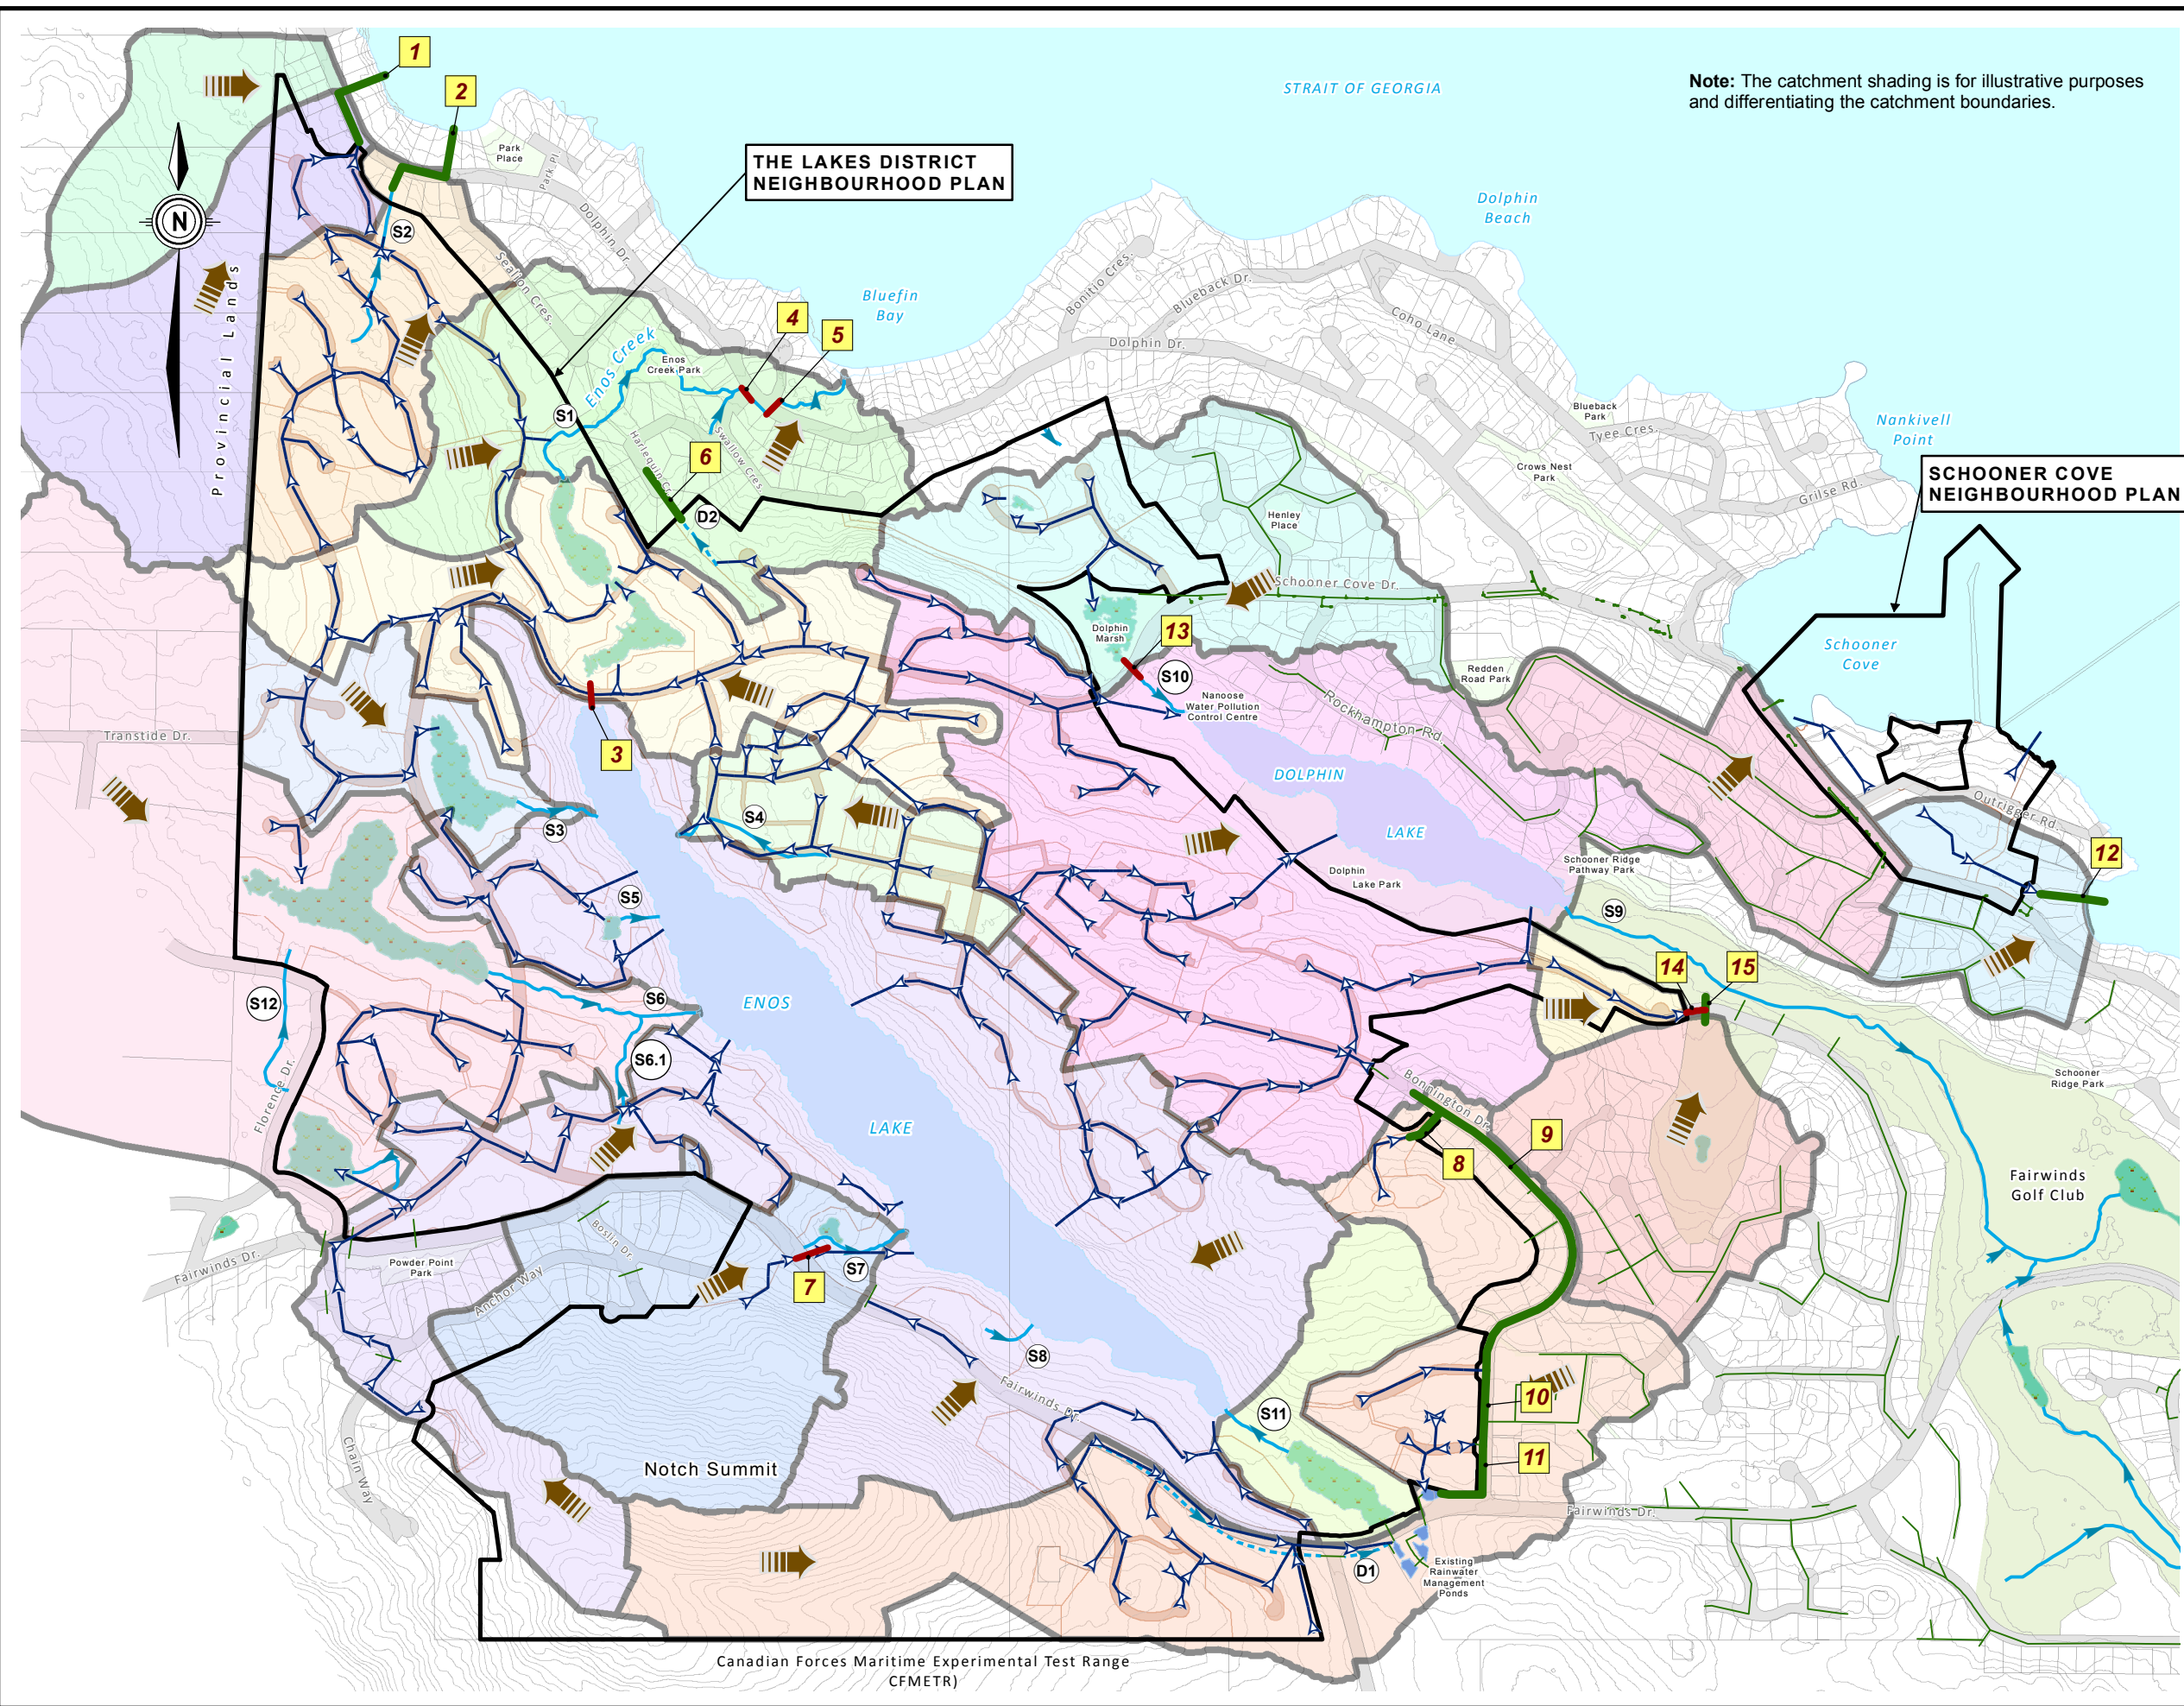 Note: The catchment shading is for illustrative purposes
and differentiating the catchment boundaries.
STRAIT OF GEORGIA
1
2
Park
Place
Park Pl.
THE LAKES DISTRICT
NEIGHBOURHOOD PLAN
Dolphin
Beach
N
S2
Dolphin Dr.
Sealion Cres.
Provincial Lands
Bluefin
Bay
Bonitio Cres.
Blueback Dr.
Coho Lane
Dolphin Dr.
4
5
Enos Creek
Enos
Creek Park
S1
Harlequin Cr.
Swallow Cres.
6
D2
Blueback
Park
Tyee Cres.
Nankivell
Point
Crows Nest
Park
Grilse Rd.
SCHOONER COVE
NEIGHBOURHOOD PLAN
Henley
Place
Schooner Cove Dr.
Dolphin
Marsh
13
S10
Schooner
Cove
Redden
Road Park
Nanoose
Water Pollution
Control Centre
Rockhampton Rd.
Transtide Dr.
3
DOLPHIN
LAKE
Outrigger Rd.
S3
S4
12
Dolphin
Lake Park
Schooner Ridge
Pathway Park
S5
S9
14
15
S12
S6
ENOS
LAKE
S6.1
Florence Dr.
Schooner
Ridge Park
Bonnington Dr.
9
8
Fairwinds
Golf Club
Boslin Dr.
Powder Point
Park
Fairwinds Dr.
Anchor Way
S7
7
S8
Fairwinds Dr.
10
S11
11
Chain Way
Notch Summit
Fairwinds Dr.
D1
Existing
Rainwater
Management
Ponds
Canadian Forces Maritime Experimental Test Range
CFMETR)